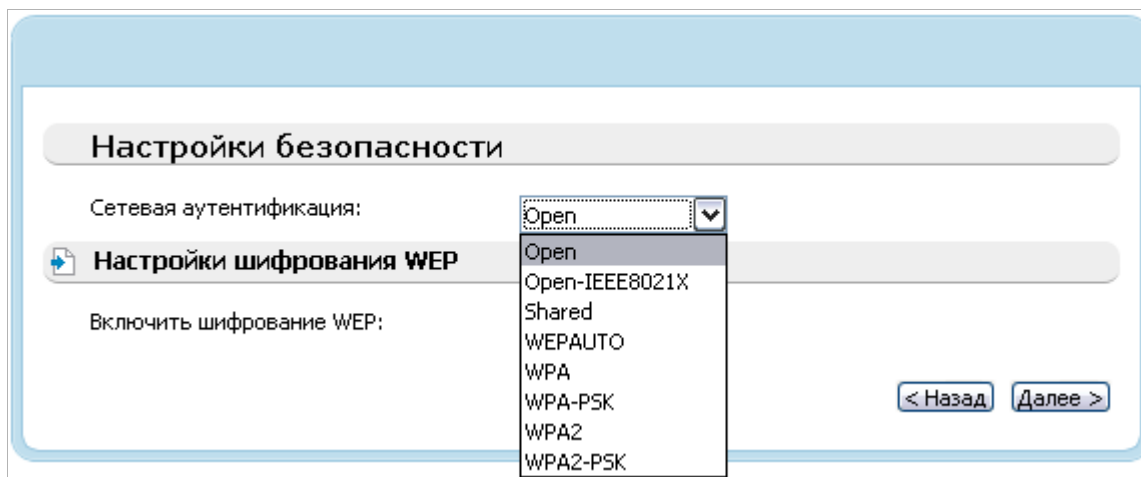 Настройки безопасности
Сетевая аутентификация:
Open
Open
Настройки шифрования WEP
Open-IEEE8021X
Shared
Включить шифрование WEP:
WEPAUTO
WPA
WPA-PSK
< Назад Далее >
WPA2
WPA2-PSK